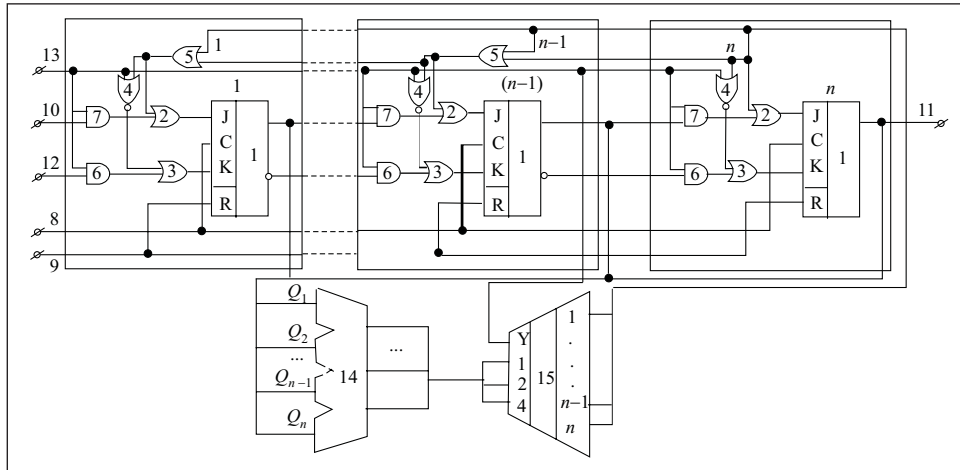 13 5 1 5 n–1 n
4 1 4 (n–1) 4 n
10 7 2 J 7 2 J 7 2 J 11
C 1 C 1 C 1
12 6 3 K 6 3 K 6 3 K
R R R
8
9
Q1 1
Q2 Y .
... ... 1 .
Qn–1 14 2 15 .
4 n–1
Qn n